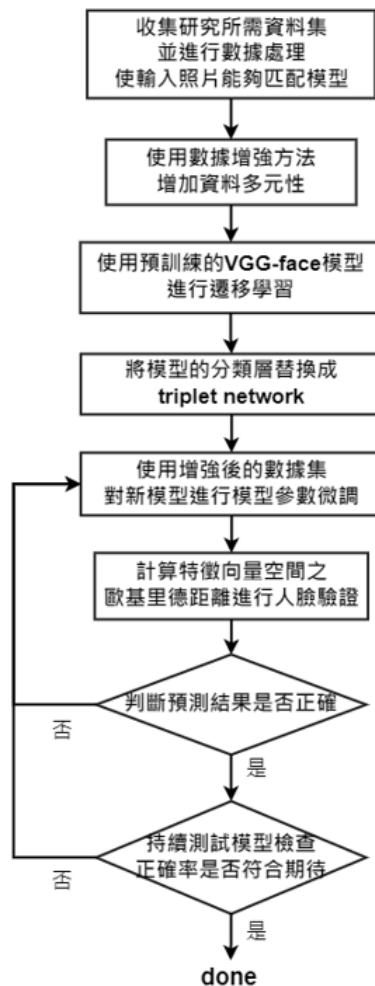 收集研究所需資料集
並進行數據處理
使輸入照片能夠匹配模型
使用數據增強方法
增加資料多元性
使用預訓練的VGG-face模型
進行遷移學習
將模型的分類層替換成
triplet network
使用增強後的數據集
對新模型進行模型參數微調
計算特徵向量空間之
歐基里德距離進行人臉驗證
判斷預測結果是否正確
否
是
持續測試模型檢查
正確率是否符合期待
否
是
done